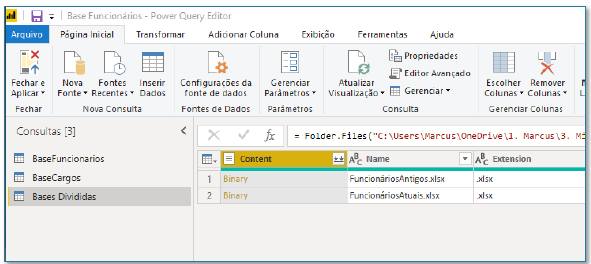 Base Funcionários - Power Query Editor
Arquivo Página Inicial Transformar Adicionar Coluna Exibição Ferramentas Ajuda
Fechar e Aplicar
Nova Fonte
Fontes Recentes
Inserir Dados
Configurações da fonte de dados
Gerenciar Parâmetros
Atualizar Visualização
Propriedades
Editor Avançado
Gerenciar
Escolher Colunas
Remover Colunas
Fechar Nova Consulta Fontes de Dados Parâmetros Consulta Gerenciar Colunas
Consultas [3]
BaseFuncionarios
BaseCargos
Bases Divididas
fx = Folder.Files("C:\Users\Marcus\OneDrive\1. Marcus\3. Mi
Content ABC Name ABC Extension
1 Binary FuncionáriosAntigos.xlsx .xlsx
2 Binary FuncionáriosAtuais.xlsx .xlsx